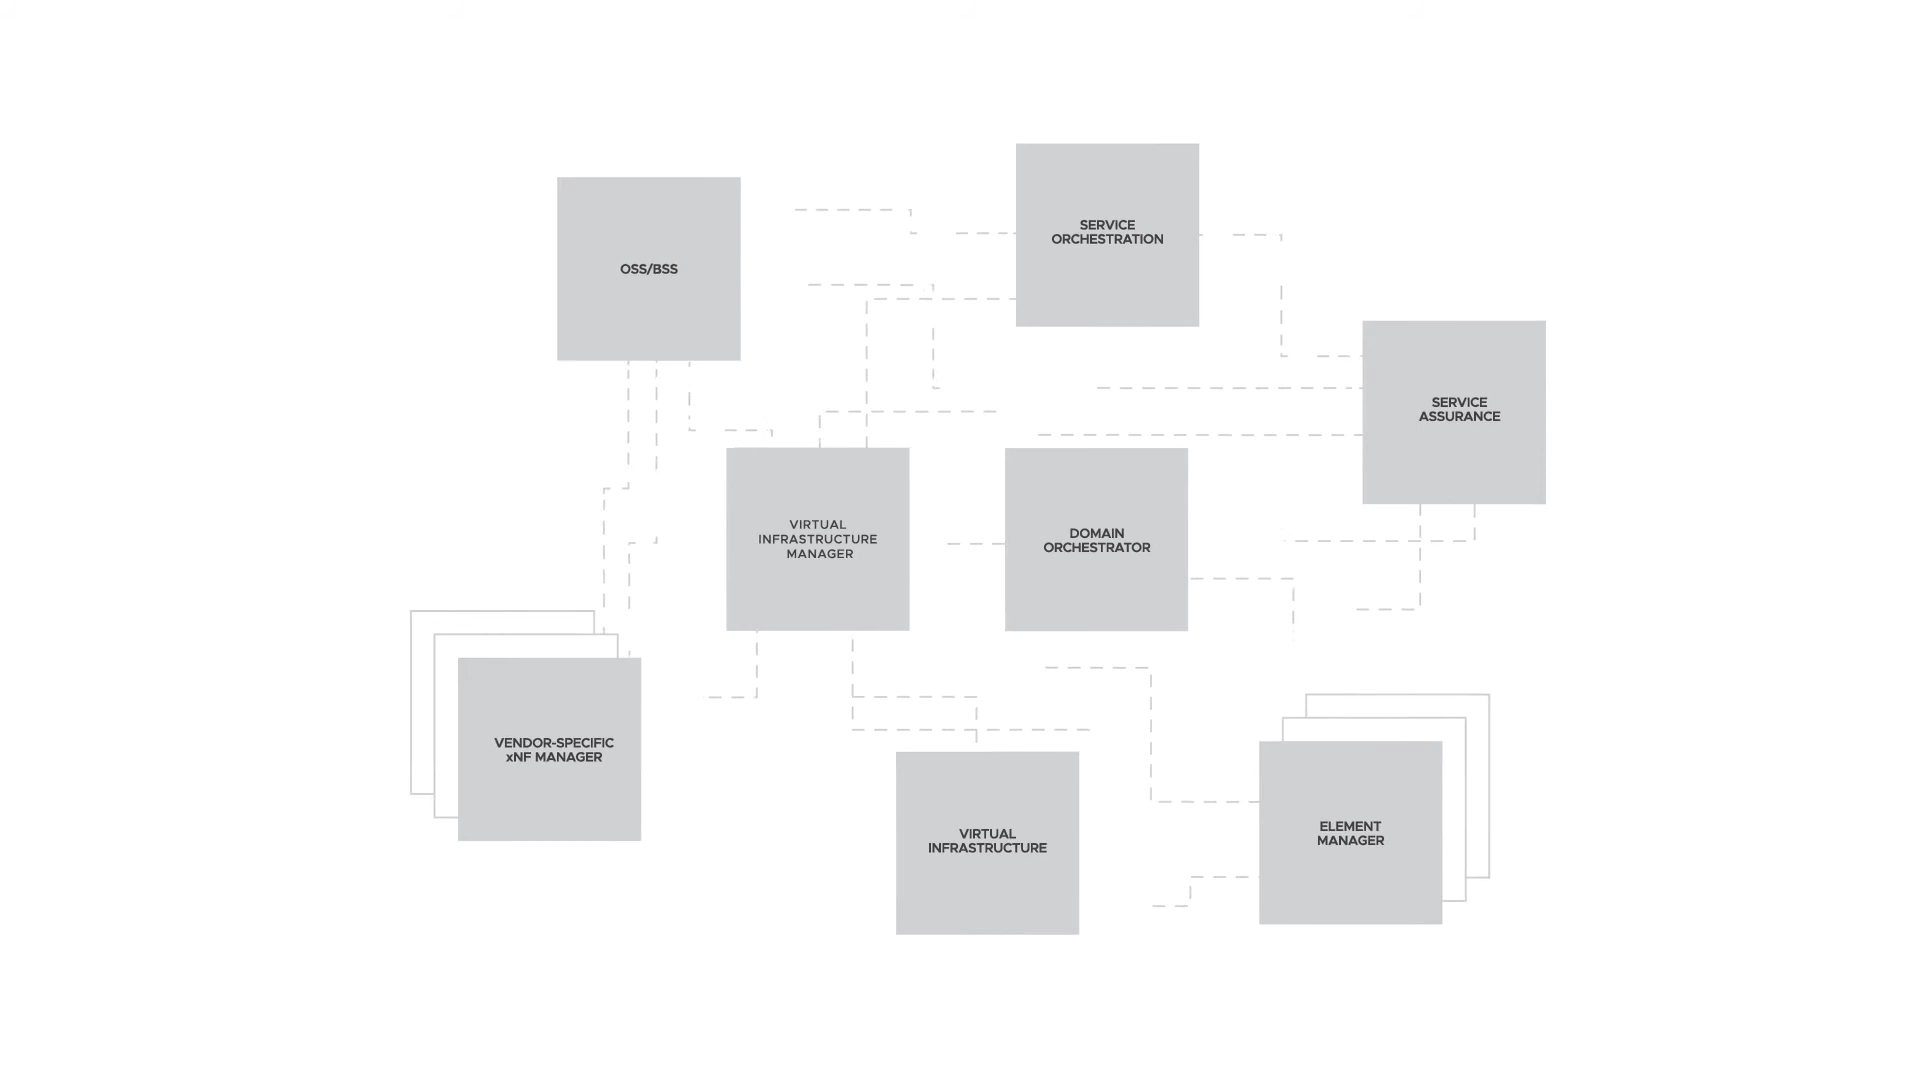 SERVICE
ORCHESTRATION
OSS/BSS
SERVICE
ASSURANCE
VIRTUAL
INFRASTRUCTURE
MANAGER
DOMAIN
ORCHESTRATOR
VENDOR-SPECIFIC
xNF MANAGER
VIRTUAL
INFRASTRUCTURE
ELEMENT
MANAGER